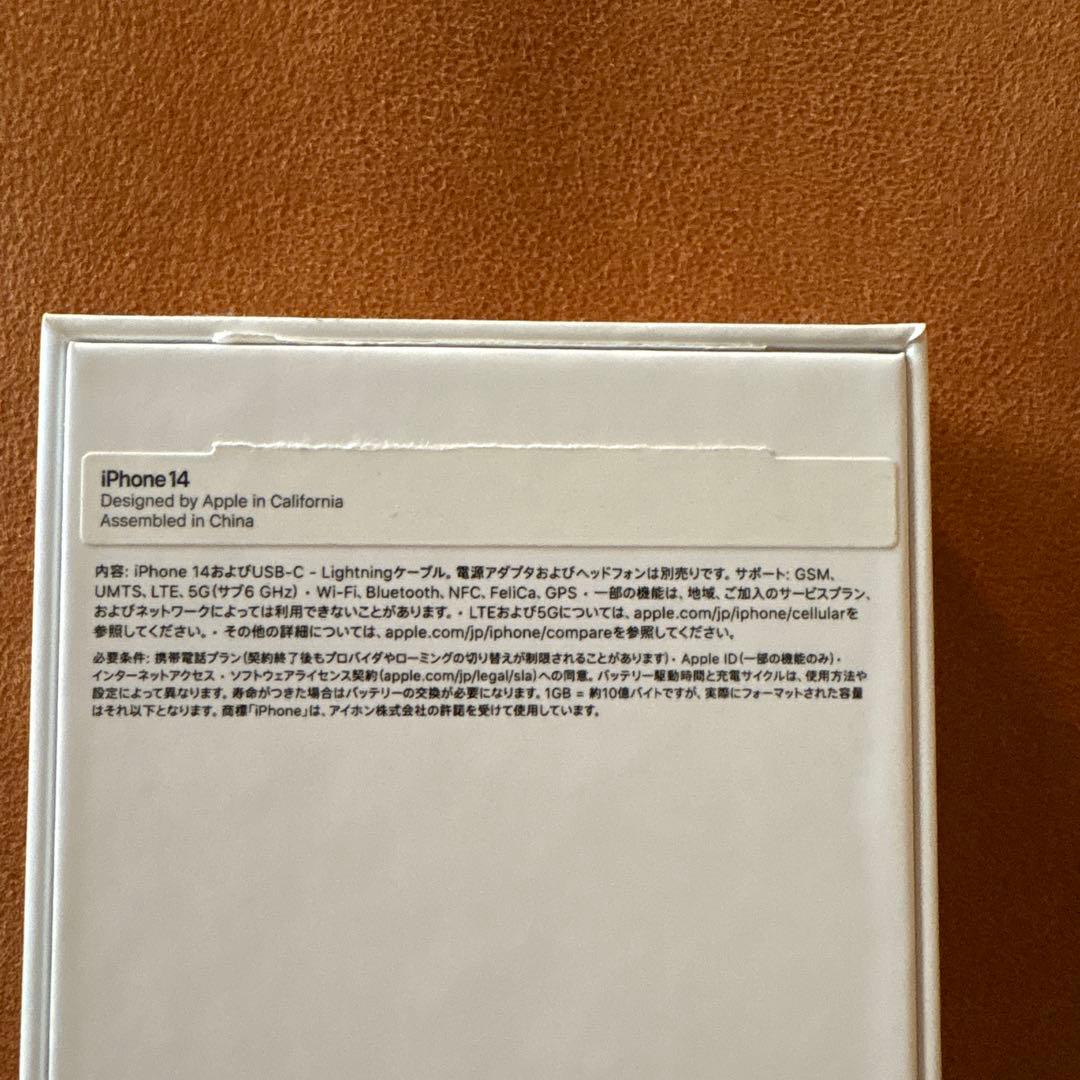 iPhone 14
Designed by Apple in California
Assembled in China
内容: iPhone 14およびUSB-C - Lightningケーブル。電源アダプタおよびヘッドフォンは別売りです。サポート: GSM、
UMTS、LTE、5G(サブ6 GHz)・Wi-Fi、Bluetooth、NFC、FeliCa、GPS・一部の機能は、地域、ご加入のサービスプラン、
およびネットワークによっては利用できないことがあります。・LTEおよび5Gについては、apple.com/jp/iphone/cellularを
参照してください。・その他の詳細については、apple.com/jp/iphone/compareを参照してください。
必要条件: 携帯電話プラン(契約終了後もプロバイダやローミングの切り替えが制限されることがあります)・Apple ID(一部の機能のみ)・
インターネットアクセス・ソフトウェアライセンス契約(apple.com/jp/legal/sla)への同意。バッテリー駆動時間と充電サイクルは、使用方法や
設定によって異なります。寿命がつきた場合はバッテリーの交換が必要になります。1GB = 約10億バイトですが、実際にフォーマットされた容量
はそれ以下となります。商標「iPhone」は、アイホン株式会社の許諾を受けて使用しています。